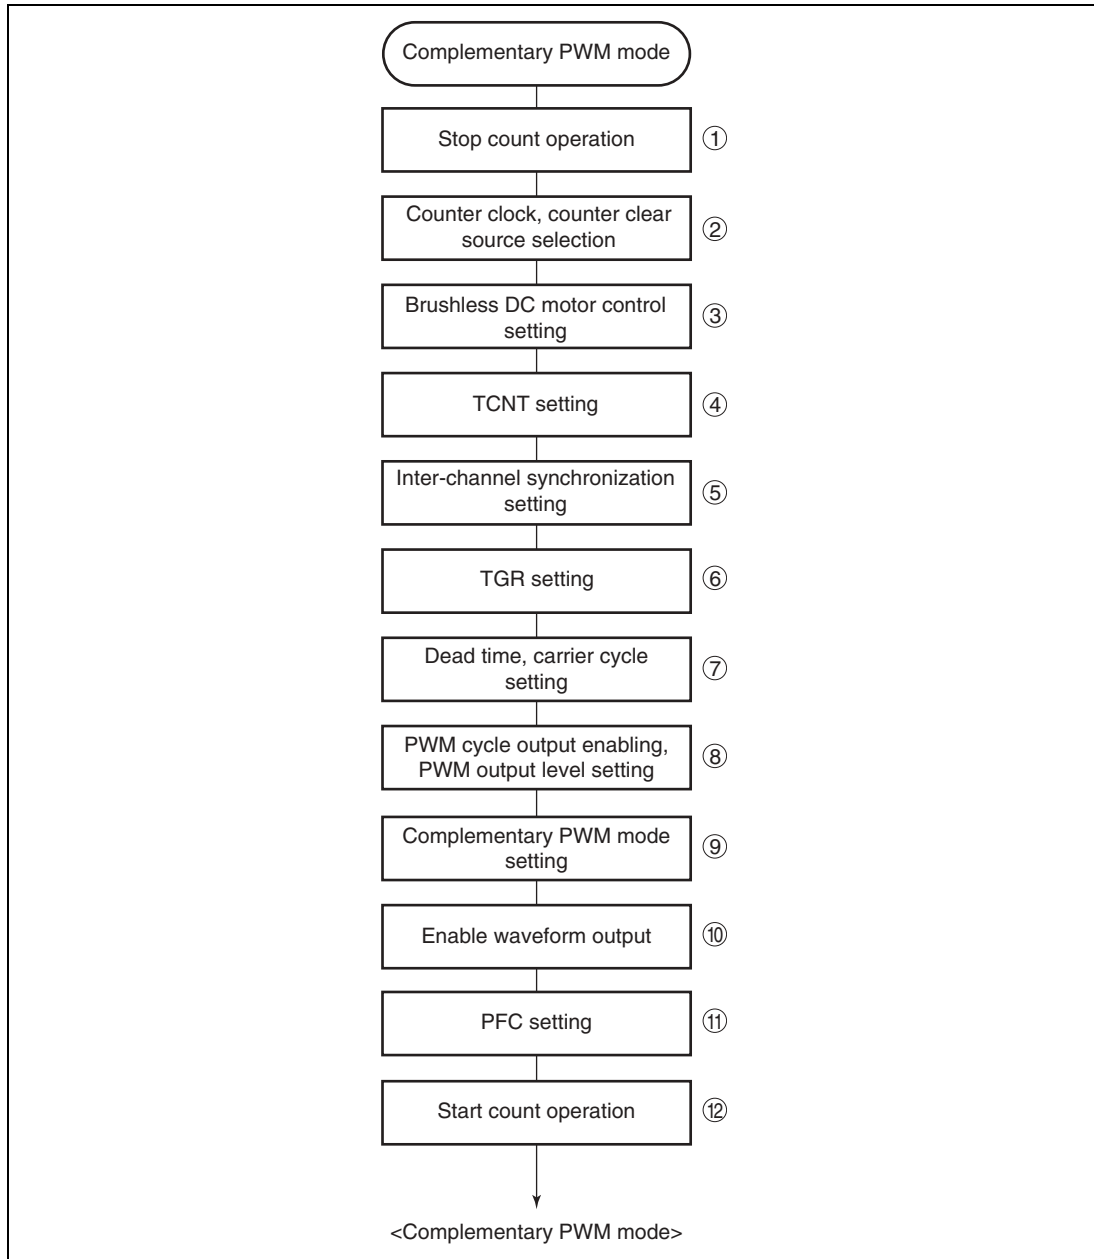 Complementary PWM mode
Stop count operation
①
Counter clock, counter clear
source selection
②
Brushless DC motor control
setting
③
TCNT setting
④
Inter-channel synchronization
setting
⑤
TGR setting
⑥
Dead time, carrier cycle
setting
⑦
PWM cycle output enabling,
PWM output level setting
⑧
Complementary PWM mode
setting
⑨
Enable waveform output
⑩
PFC setting
⑪
Start count operation
⑫
<Complementary PWM mode>